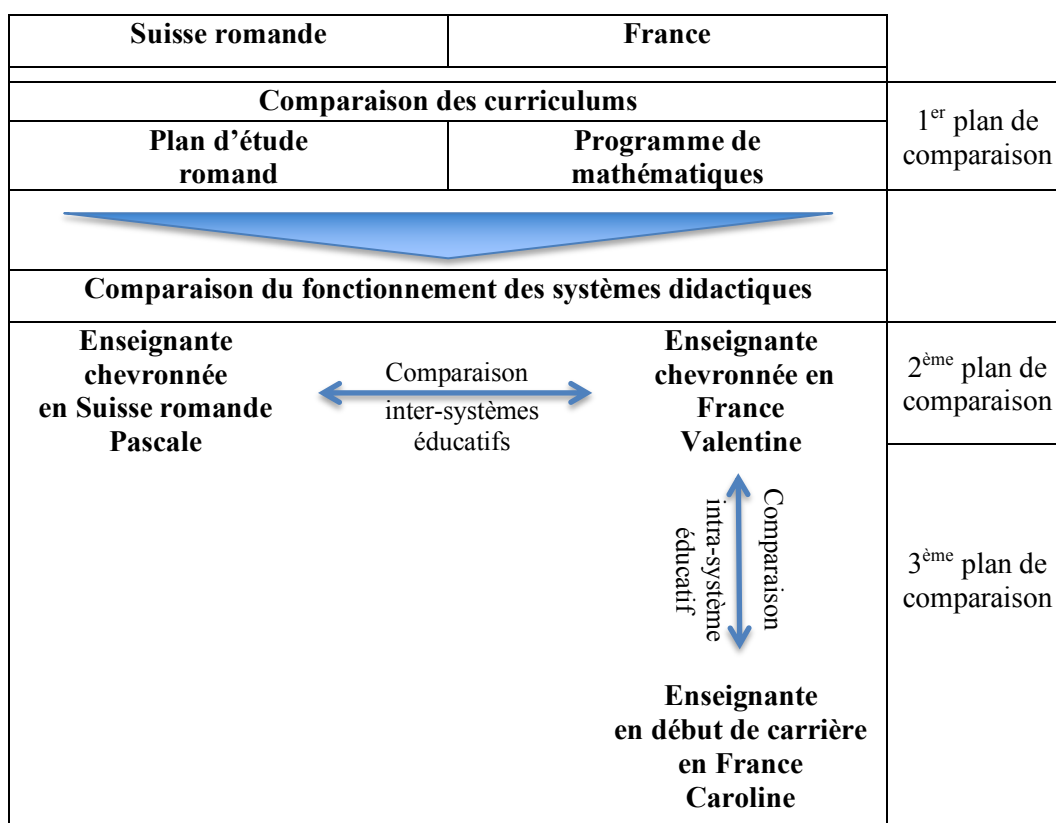 Suisse romande
France
Comparaison des curriculums
1er plan de
comparaison
Plan d'étude
romand
Programme de
mathématiques
Comparaison du fonctionnement des systèmes didactiques
Enseignante
chevronnée
en Suisse romande
Pascale
Comparaison
inter-systèmes
éducatifs
Enseignante
chevronnée en
France
Valentine
2ème plan de
comparaison
Comparaison
intra-système
éducatif
3ème plan de
comparaison
Enseignante
en début de carrière
en France
Caroline